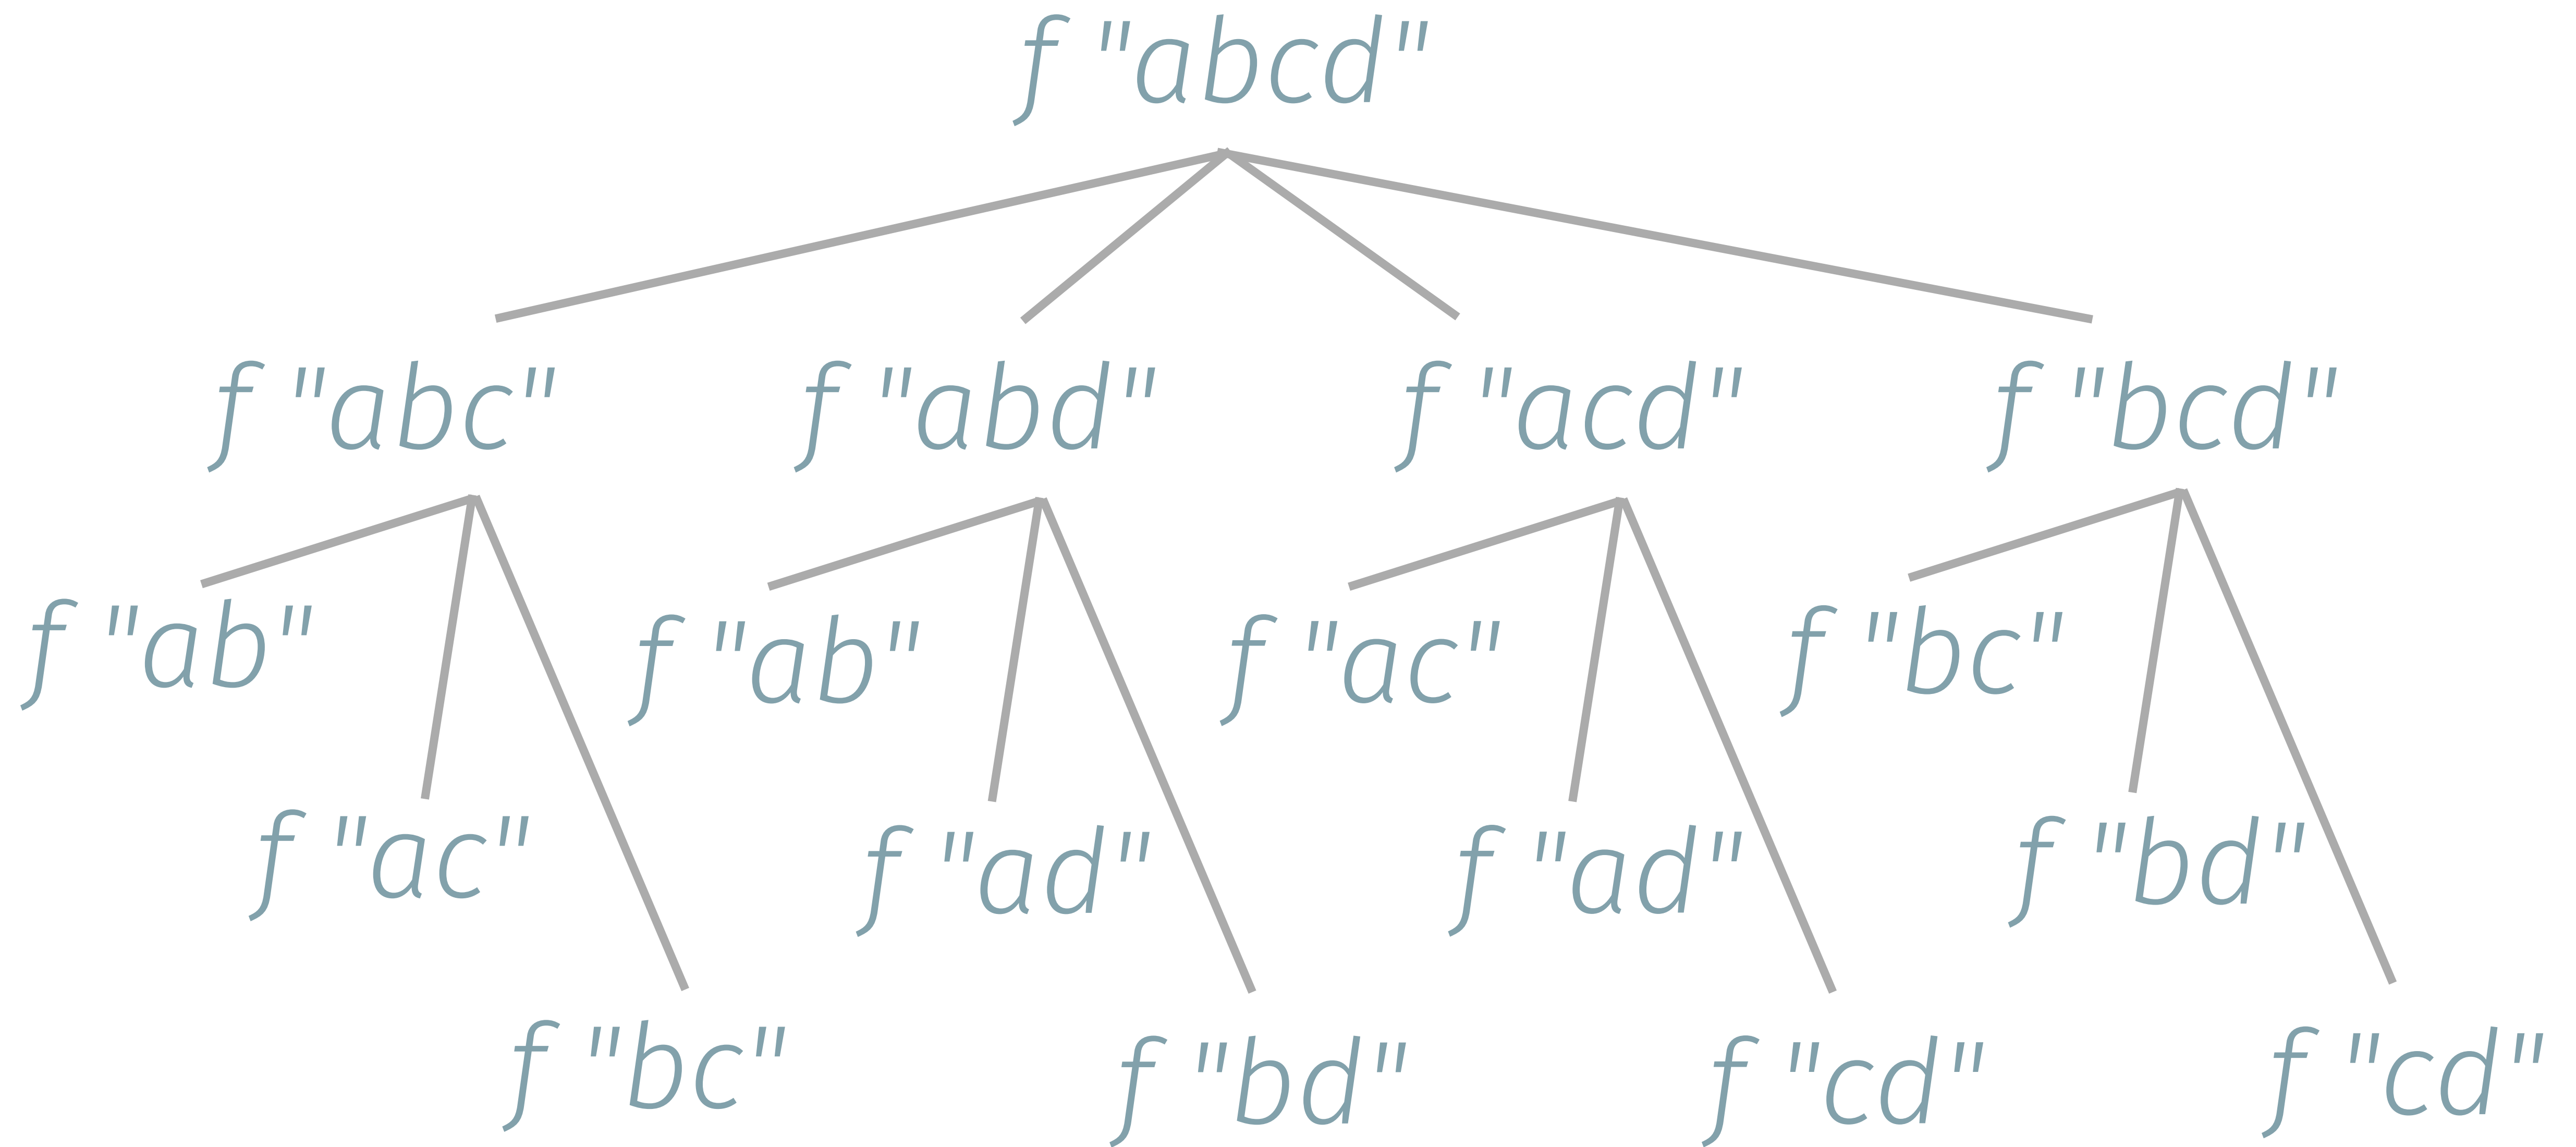 f "abcd"
f "abc" f "abd" f "acd" f "bcd"
f "ab" f "ab" f "ac" f "bc"
f "ac" f "ad" f "ad" f "bd"
f "bc" f "bd" f "cd" f "cd"